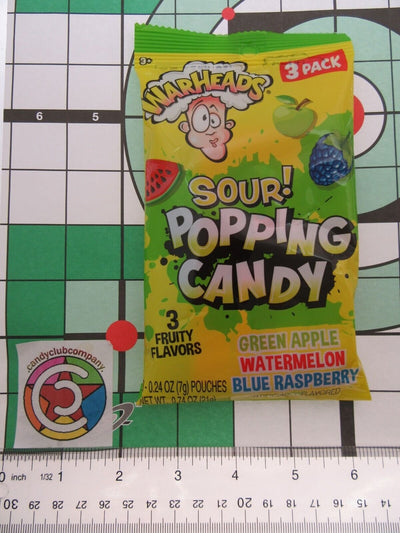 3+
WARHEADS
3 PACK
SOUR!
POPPING
CANDY
3
FRUITY
FLAVORS
GREEN APPLE
WATERMELON
BLUE RASPBERRY
0.24 OZ (7g) POUCHES
NET WT. 0.74 OZ (21g)
6 5
.candyclubcompany.
0 inch 1/32 1 2 3 4 5 6
30 29 28 27 26 25 24 23 22 21 20 19 18 17 16 15 14